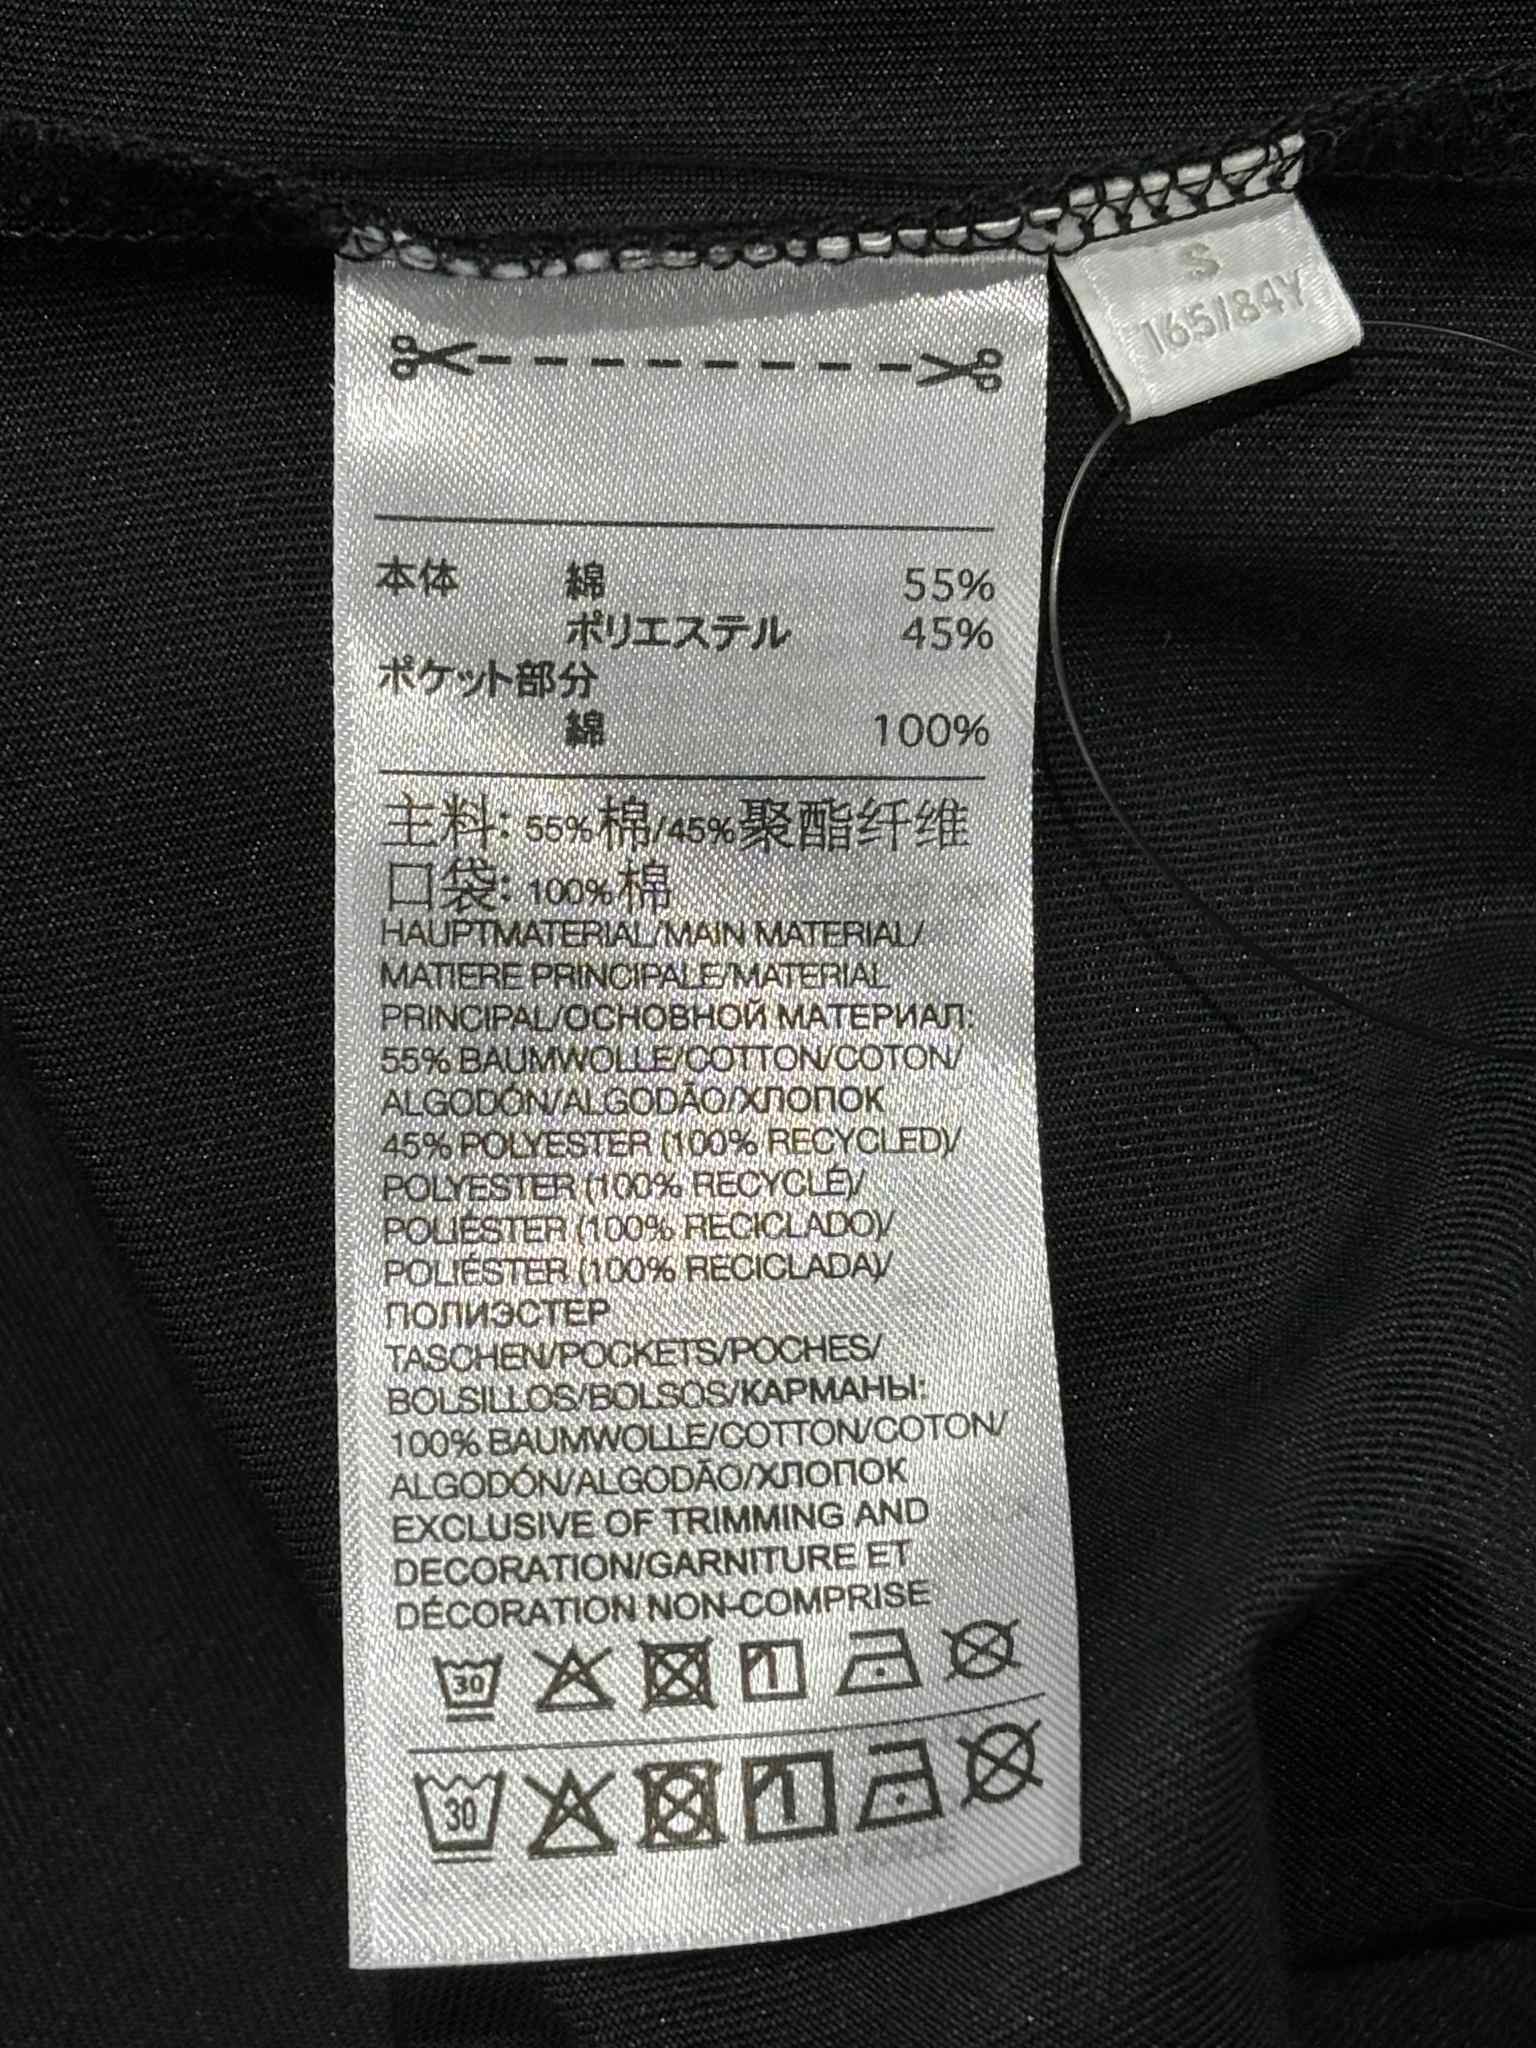 S
165/84Y
本体 綿 55%
ポリエステル 45%
ポケット部分
綿 100%
主料: 55%棉/45%聚酯纤维
口袋: 100%棉
HAUPTMATERIAL/MAIN MATERIAL/
MATIERE PRINCIPALE/MATERIAL
PRINCIPAL/ОСНОВНОЙ МАТЕРИАЛ:
55% BAUMWOLLE/COTTON/COTON/
ALGODÓN/ALGODÃO/ХЛОПОК
45% POLYESTER (100% RECYCLED)/
POLYESTER (100% RECYCLÉ)/
POLIÉSTER (100% RECICLADO)/
POLIÉSTER (100% RECICLADA)/
ПОЛИЭСТЕР
TASCHEN/POCKETS/POCHES/
BOLSILLOS/BOLSOS/КАРМАНЫ:
100% BAUMWOLLE/COTTON/COTON/
ALGODÓN/ALGODÃO/ХЛОПОК
EXCLUSIVE OF TRIMMING AND
DECORATION/GARNITURE ET
DÉCORATION NON-COMPRISE
30
30